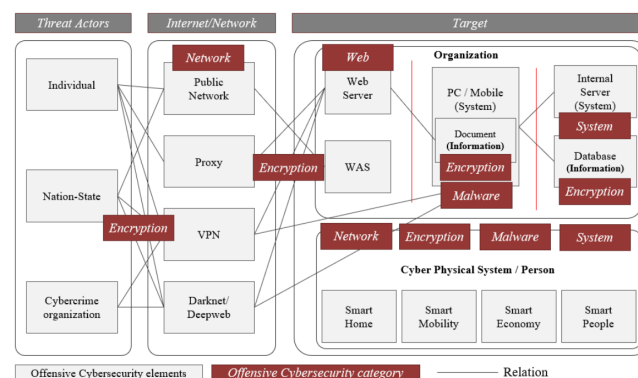 Threat Actors
Internet/Network
Target
Individual
Nation-State
Cybercrime
organization
Encryption
Network
Public
Network
Proxy
VPN
Darknet/
Deepweb
Encryption
Organization
Web
Web
Server
WAS
PC / Mobile
(System)
Document
(Information)
Encryption
Malware
Internal
Server
(System)
System
Database
(Information)
Encryption
Network
Encryption
Malware
System
Cyber Physical System / Person
Smart
Home
Smart
Mobility
Smart
Economy
Smart
People
Offensive Cybersecurity elements
Offensive Cybersecurity category
Relation